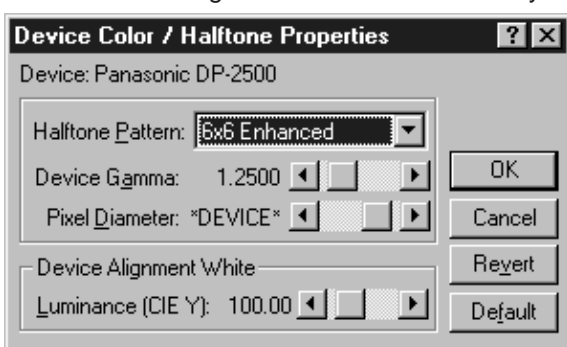 Device Color / Halftone Properties
Device: Panasonic DP-2500
Halftone Pattern: 6x6 Enhanced
Device Gamma: 1.2500
Pixel Diameter: *DEVICE*
Device Alignment White
Luminance (CIE Y): 100.00
OK
Cancel
Revert
Default